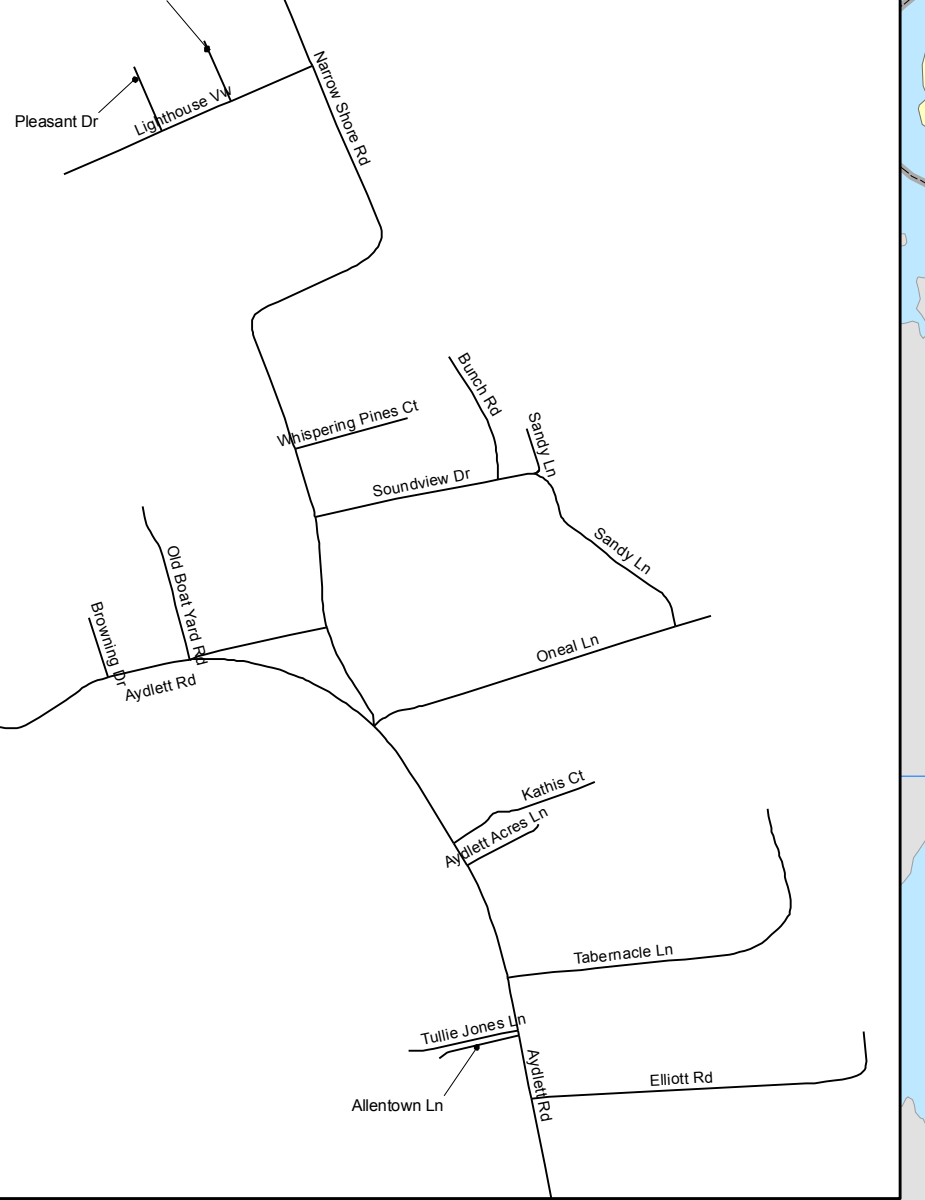 Narrow Shore Rd
Lighthouse Vw
Pleasant Dr
Bunch Rd
Whispering Pines Ct
Sandy Ln
Soundview Dr
Sandy Ln
Old Boat Yard Rd
Browning Dr
Oneal Ln
Aydlett Rd
Kathis Ct
Aydlett Acres Ln
Tabernacle Ln
Tullie Jones Ln
Aydlett Rd
Elliott Rd
Allentown Ln